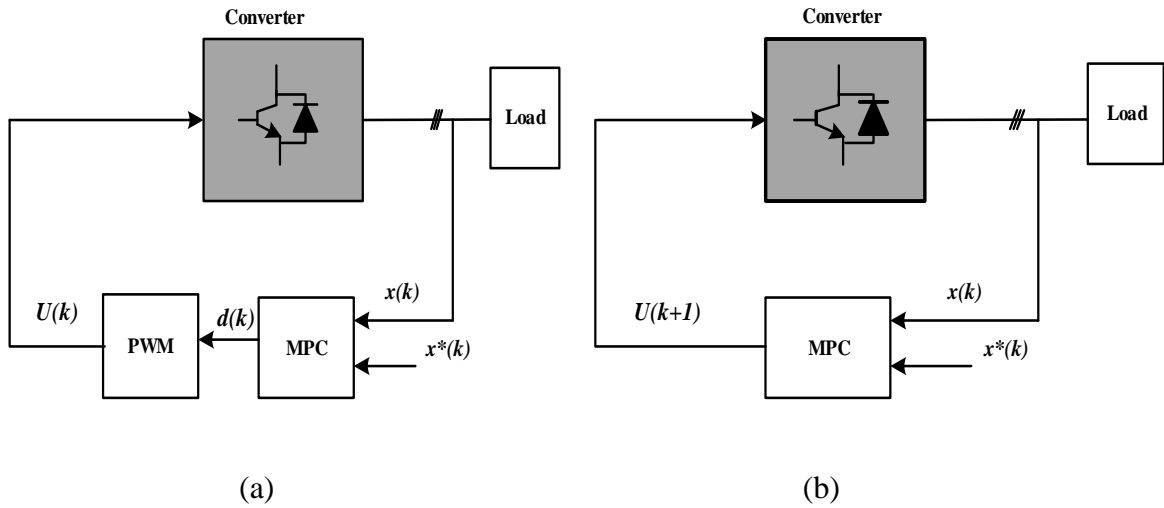 Converter
Load
U(k)
PWM
d(k)
MPC
x(k)
x*(k)
(a)
Converter
Load
U(k+1)
MPC
x(k)
x*(k)
(b)